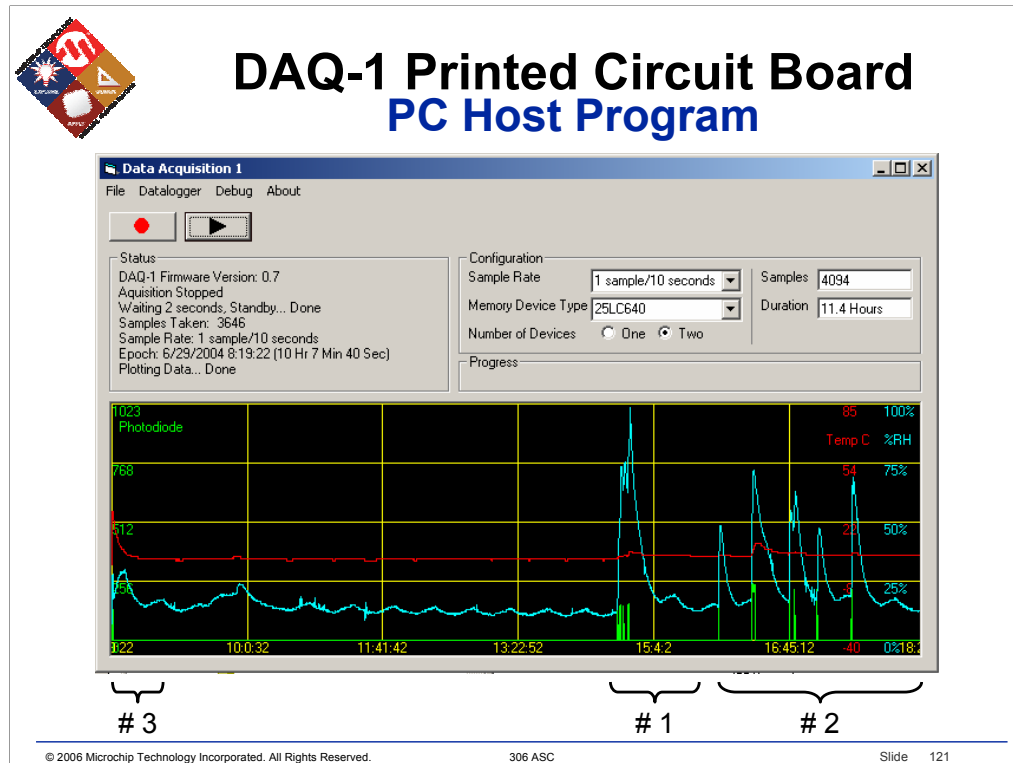 DAQ-1 Printed Circuit Board
PC Host Program
EXPLORE
APPLY
Data Acquisition 1
File Datalogger Debug About
Status
DAQ-1 Firmware Version: 0.7
Aquisition Stopped
Waiting 2 seconds, Standby... Done
Samples Taken: 3646
Sample Rate: 1 sample/10 seconds
Epoch: 6/29/2004 8:19:22 (10 Hr 7 Min 40 Sec)
Plotting Data... Done
Configuration
Sample Rate 1 sample/10 seconds Samples 4094
Memory Device Type 25LC640 Duration 11.4 Hours
Number of Devices One Two
Progress
1023 85 100%
Photodiode
Temp C %RH
768 54 75%
512 22 50%
256 25%
10:0:32 11:41:42 13:22:52 15:4:2 16:45:12 -40 0%
# 3 # 1 # 2
© 2006 Microchip Technology Incorporated. All Rights Reserved. 306 ASC Slide 121